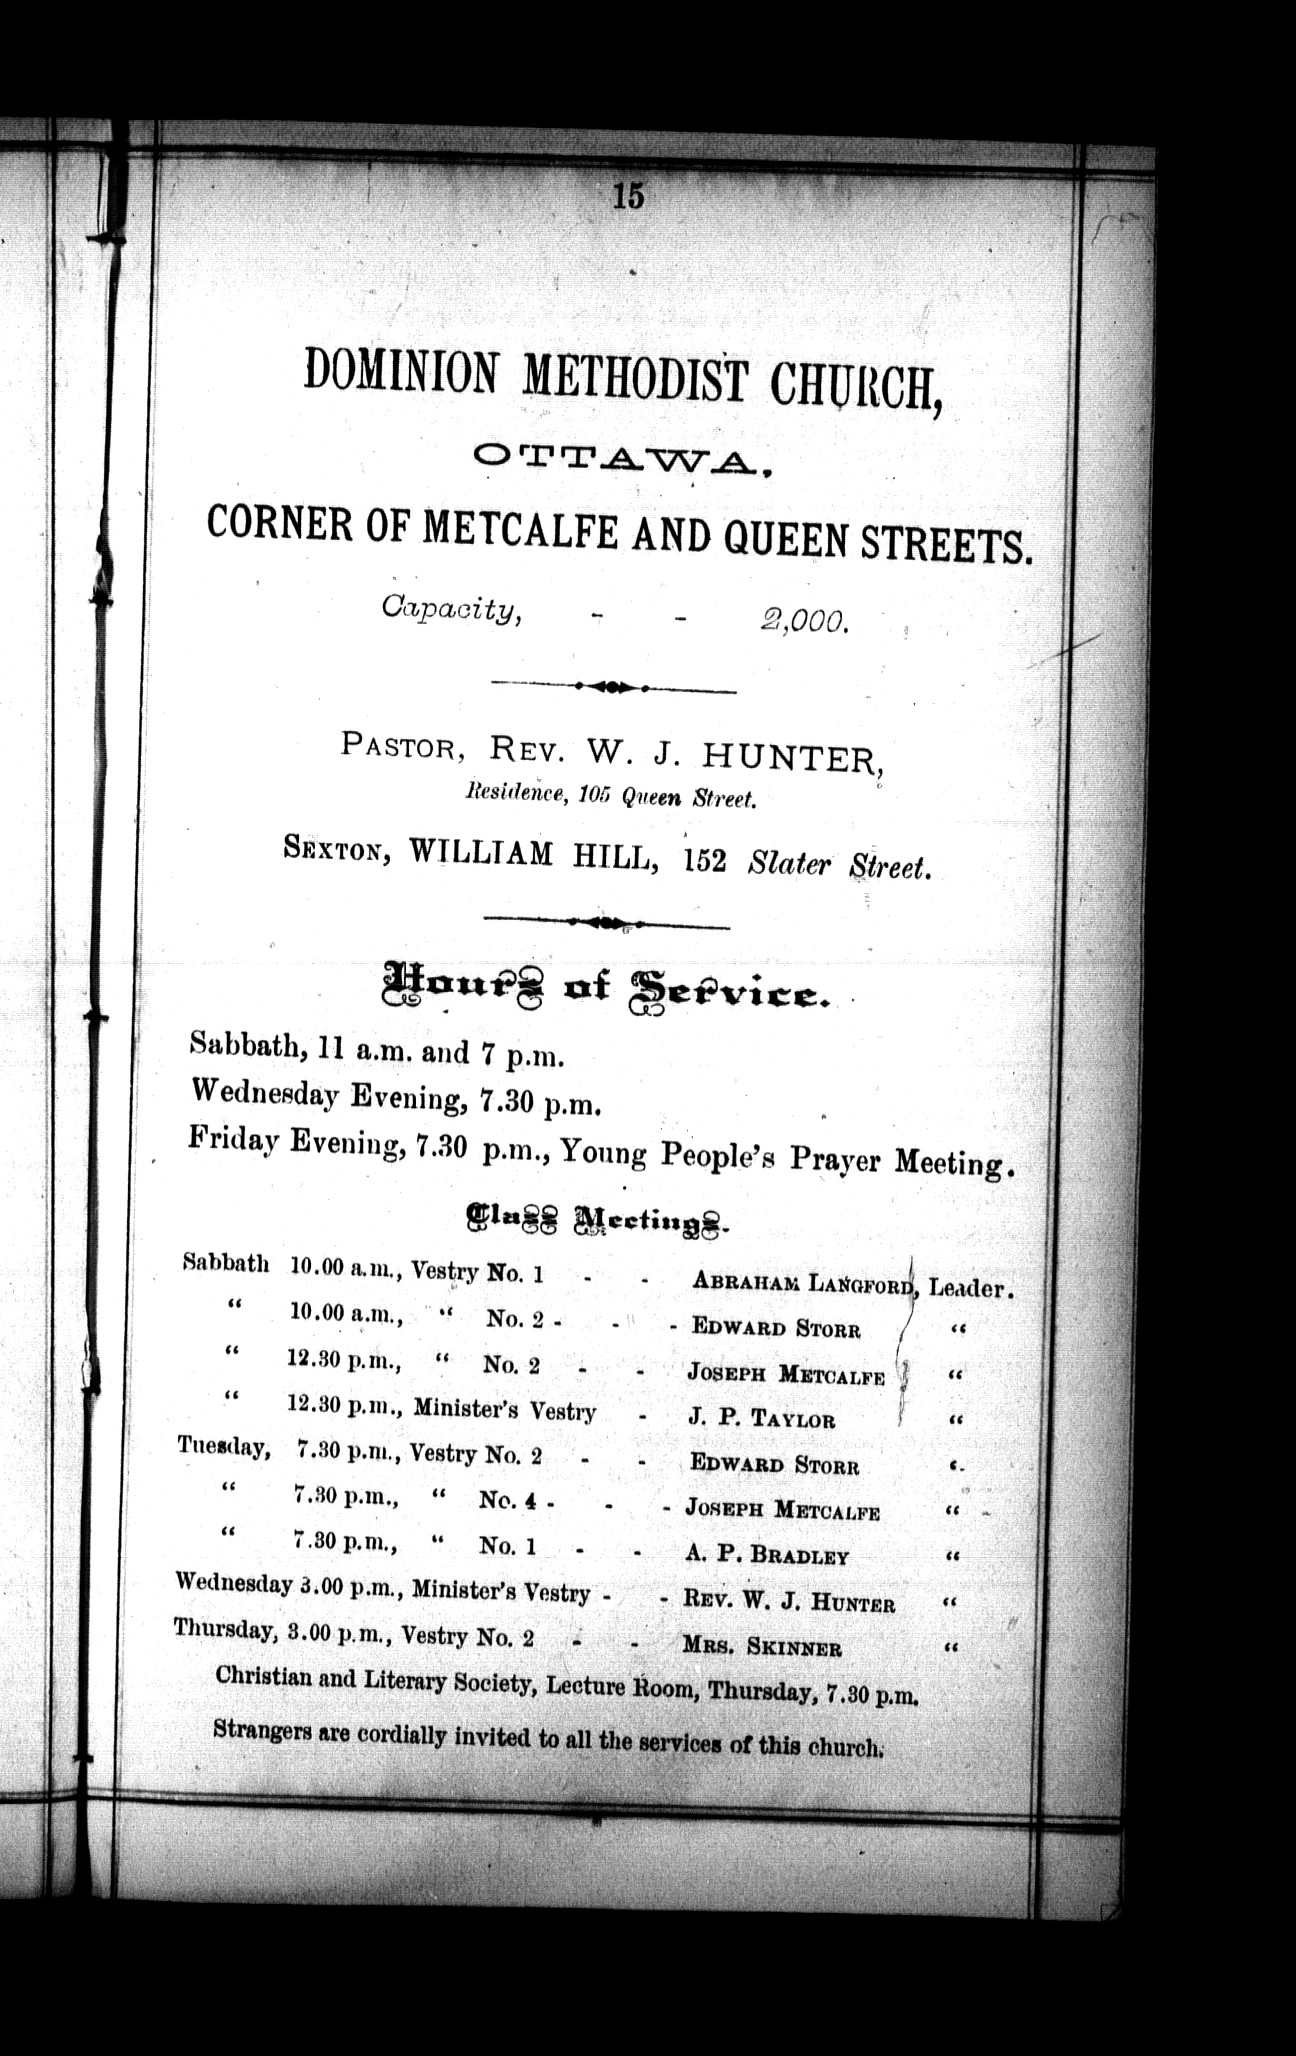 15
DOMINION METHODIST CHURCH,
OTTAWA,
CORNER OF METCALFE AND QUEEN STREETS.
Capacity, - - 2,000.
PASTOR, REV. W. J. HUNTER,
Residence, 105 Queen Street.
SEXTON, WILLIAM HILL, 152 Slater Street.
Hours of Service.
Sabbath, 11 a.m. and 7 p.m.
Wednesday Evening, 7.30 p.m.
Friday Evening, 7.30 p.m., Young People's Prayer Meeting.
Class Meetings.
Sabbath 10.00 a.m., Vestry No. 1 - - ABRAHAM LANGFORD, Leader.
“ 10.00 a.m., “ No. 2 - - - EDWARD STORR “
“ 12.30 p.m., “ No. 2 - - JOSEPH METCALFE “
“ 12.30 p.m., Minister's Vestry - J. P. TAYLOR “
Tuesday, 7.30 p.m., Vestry No. 2 - - EDWARD STORR “
“ 7.30 p.m., “ No. 4 - - - JOSEPH METCALFE “
“ 7.30 p.m., “ No. 1 - - A. P. BRADLEY “
Wednesday 3.00 p.m., Minister's Vestry - - REV. W. J. HUNTER “
Thursday, 3.00 p.m., Vestry No. 2 - - MRS. SKINNER “
Christian and Literary Society, Lecture Room, Thursday, 7.30 p.m.
Strangers are cordially invited to all the services of this church.